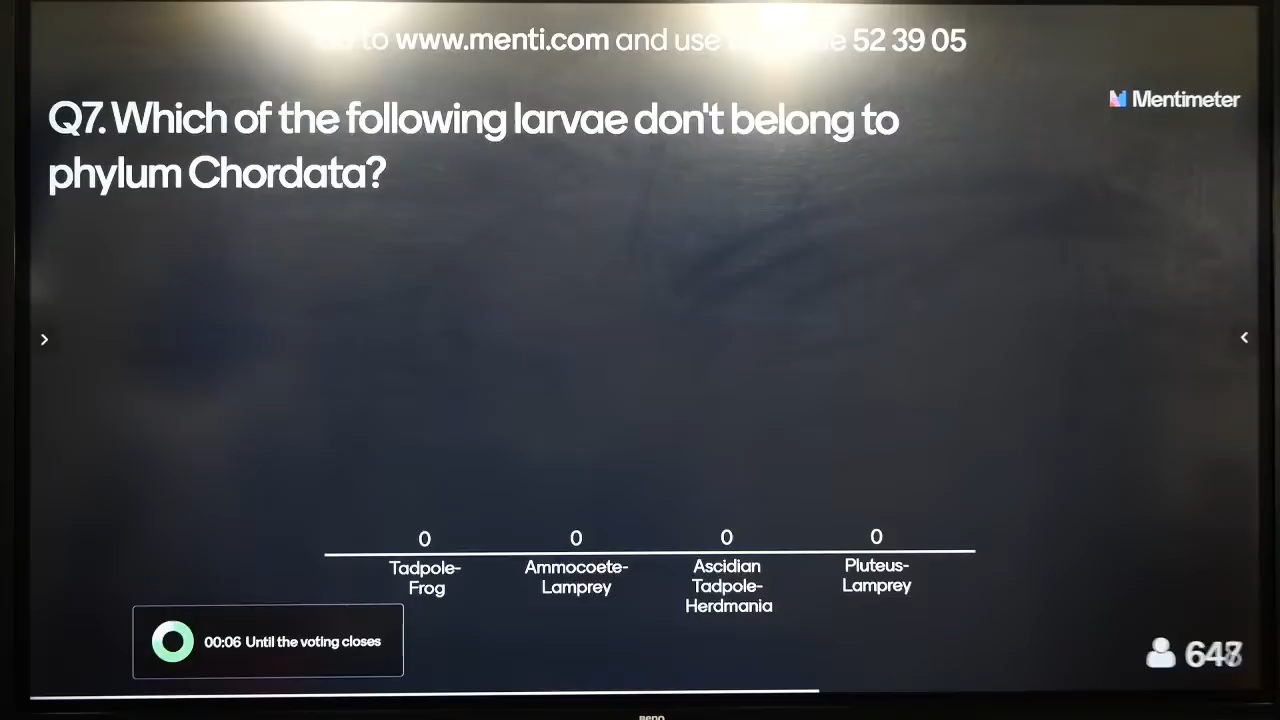 to www.menti.com and use 52 39 05
Mentimeter
Q7. Which of the following larvae don't belong to
phylum Chordata?
0 0 0 0
Tadpole-
Frog
Ammocoete-
Lamprey
Ascidian
Tadpole-
Herdmania
Pluteus-
Lamprey
00:06 Until the voting closes